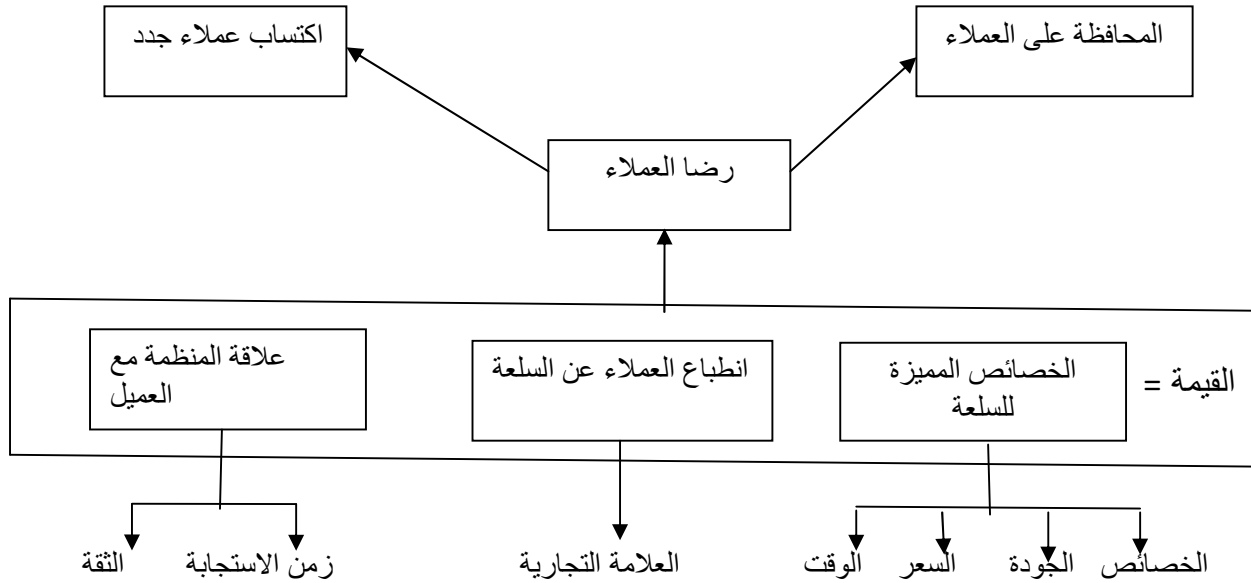 المحافظة على العملاء
اكتساب عملاء جدد
رضا العملاء
القيمة =
الخصائص المميزة
للسلعة
انطباع العملاء عن السلعة
علاقة المنظمة مع
العميل
الخصائص
الجودة
السعر
الوقت
العلامة التجارية
زمن الاستجابة
الثقة